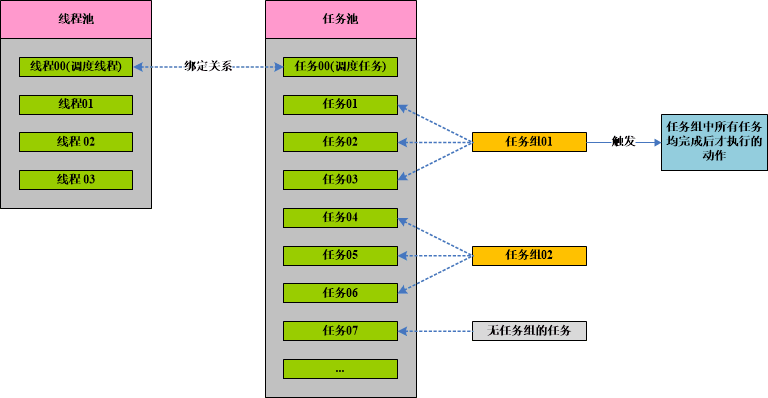 线程池
任务池
线程00(调度线程)
绑定关系
任务00(调度任务)
线程01
任务01
线程 02
任务02
任务组01
触发
任务组中所有任务
均完成后才执行的
动作
线程 03
任务03
任务04
任务05
任务组02
任务06
任务07
无任务组的任务
...